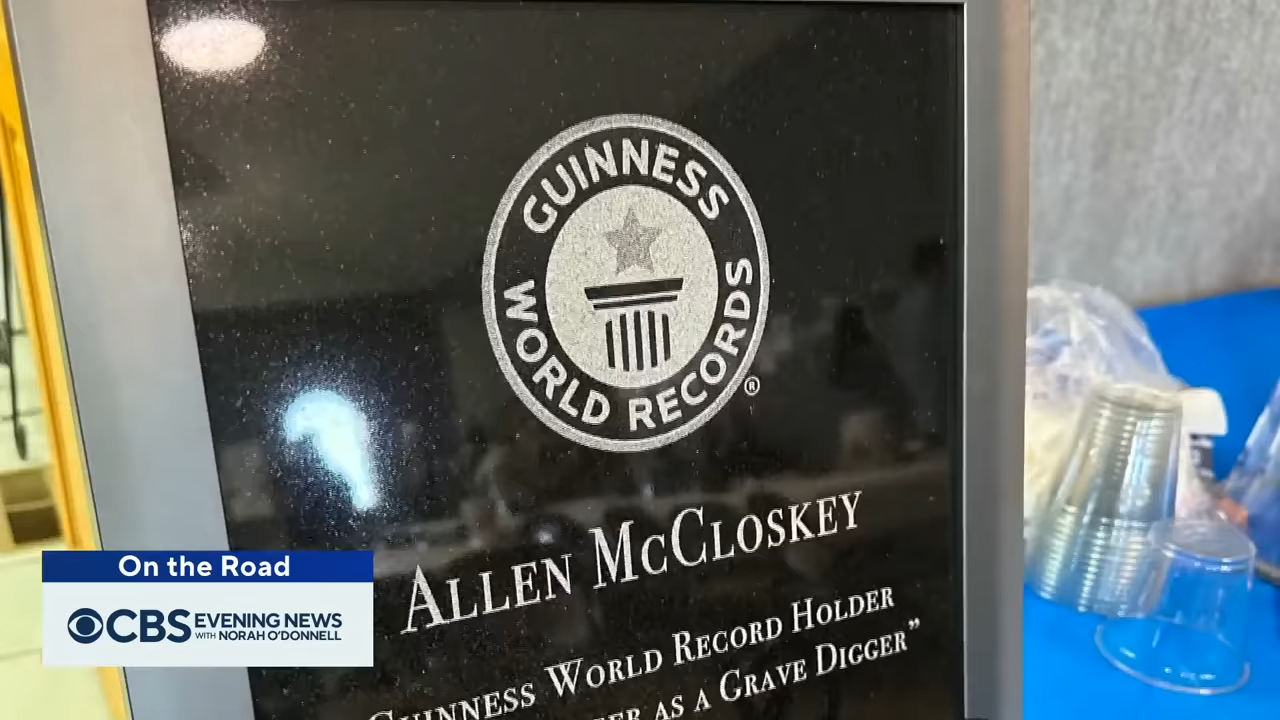 GUINNESS
WORLD RECORDS
®
ALLEN MCCLOSKEY
GUINNESS WORLD RECORD HOLDER
AS A GRAVE DIGGER”
On the Road
CBS EVENING NEWS
WITH NORAH O'DONNELL